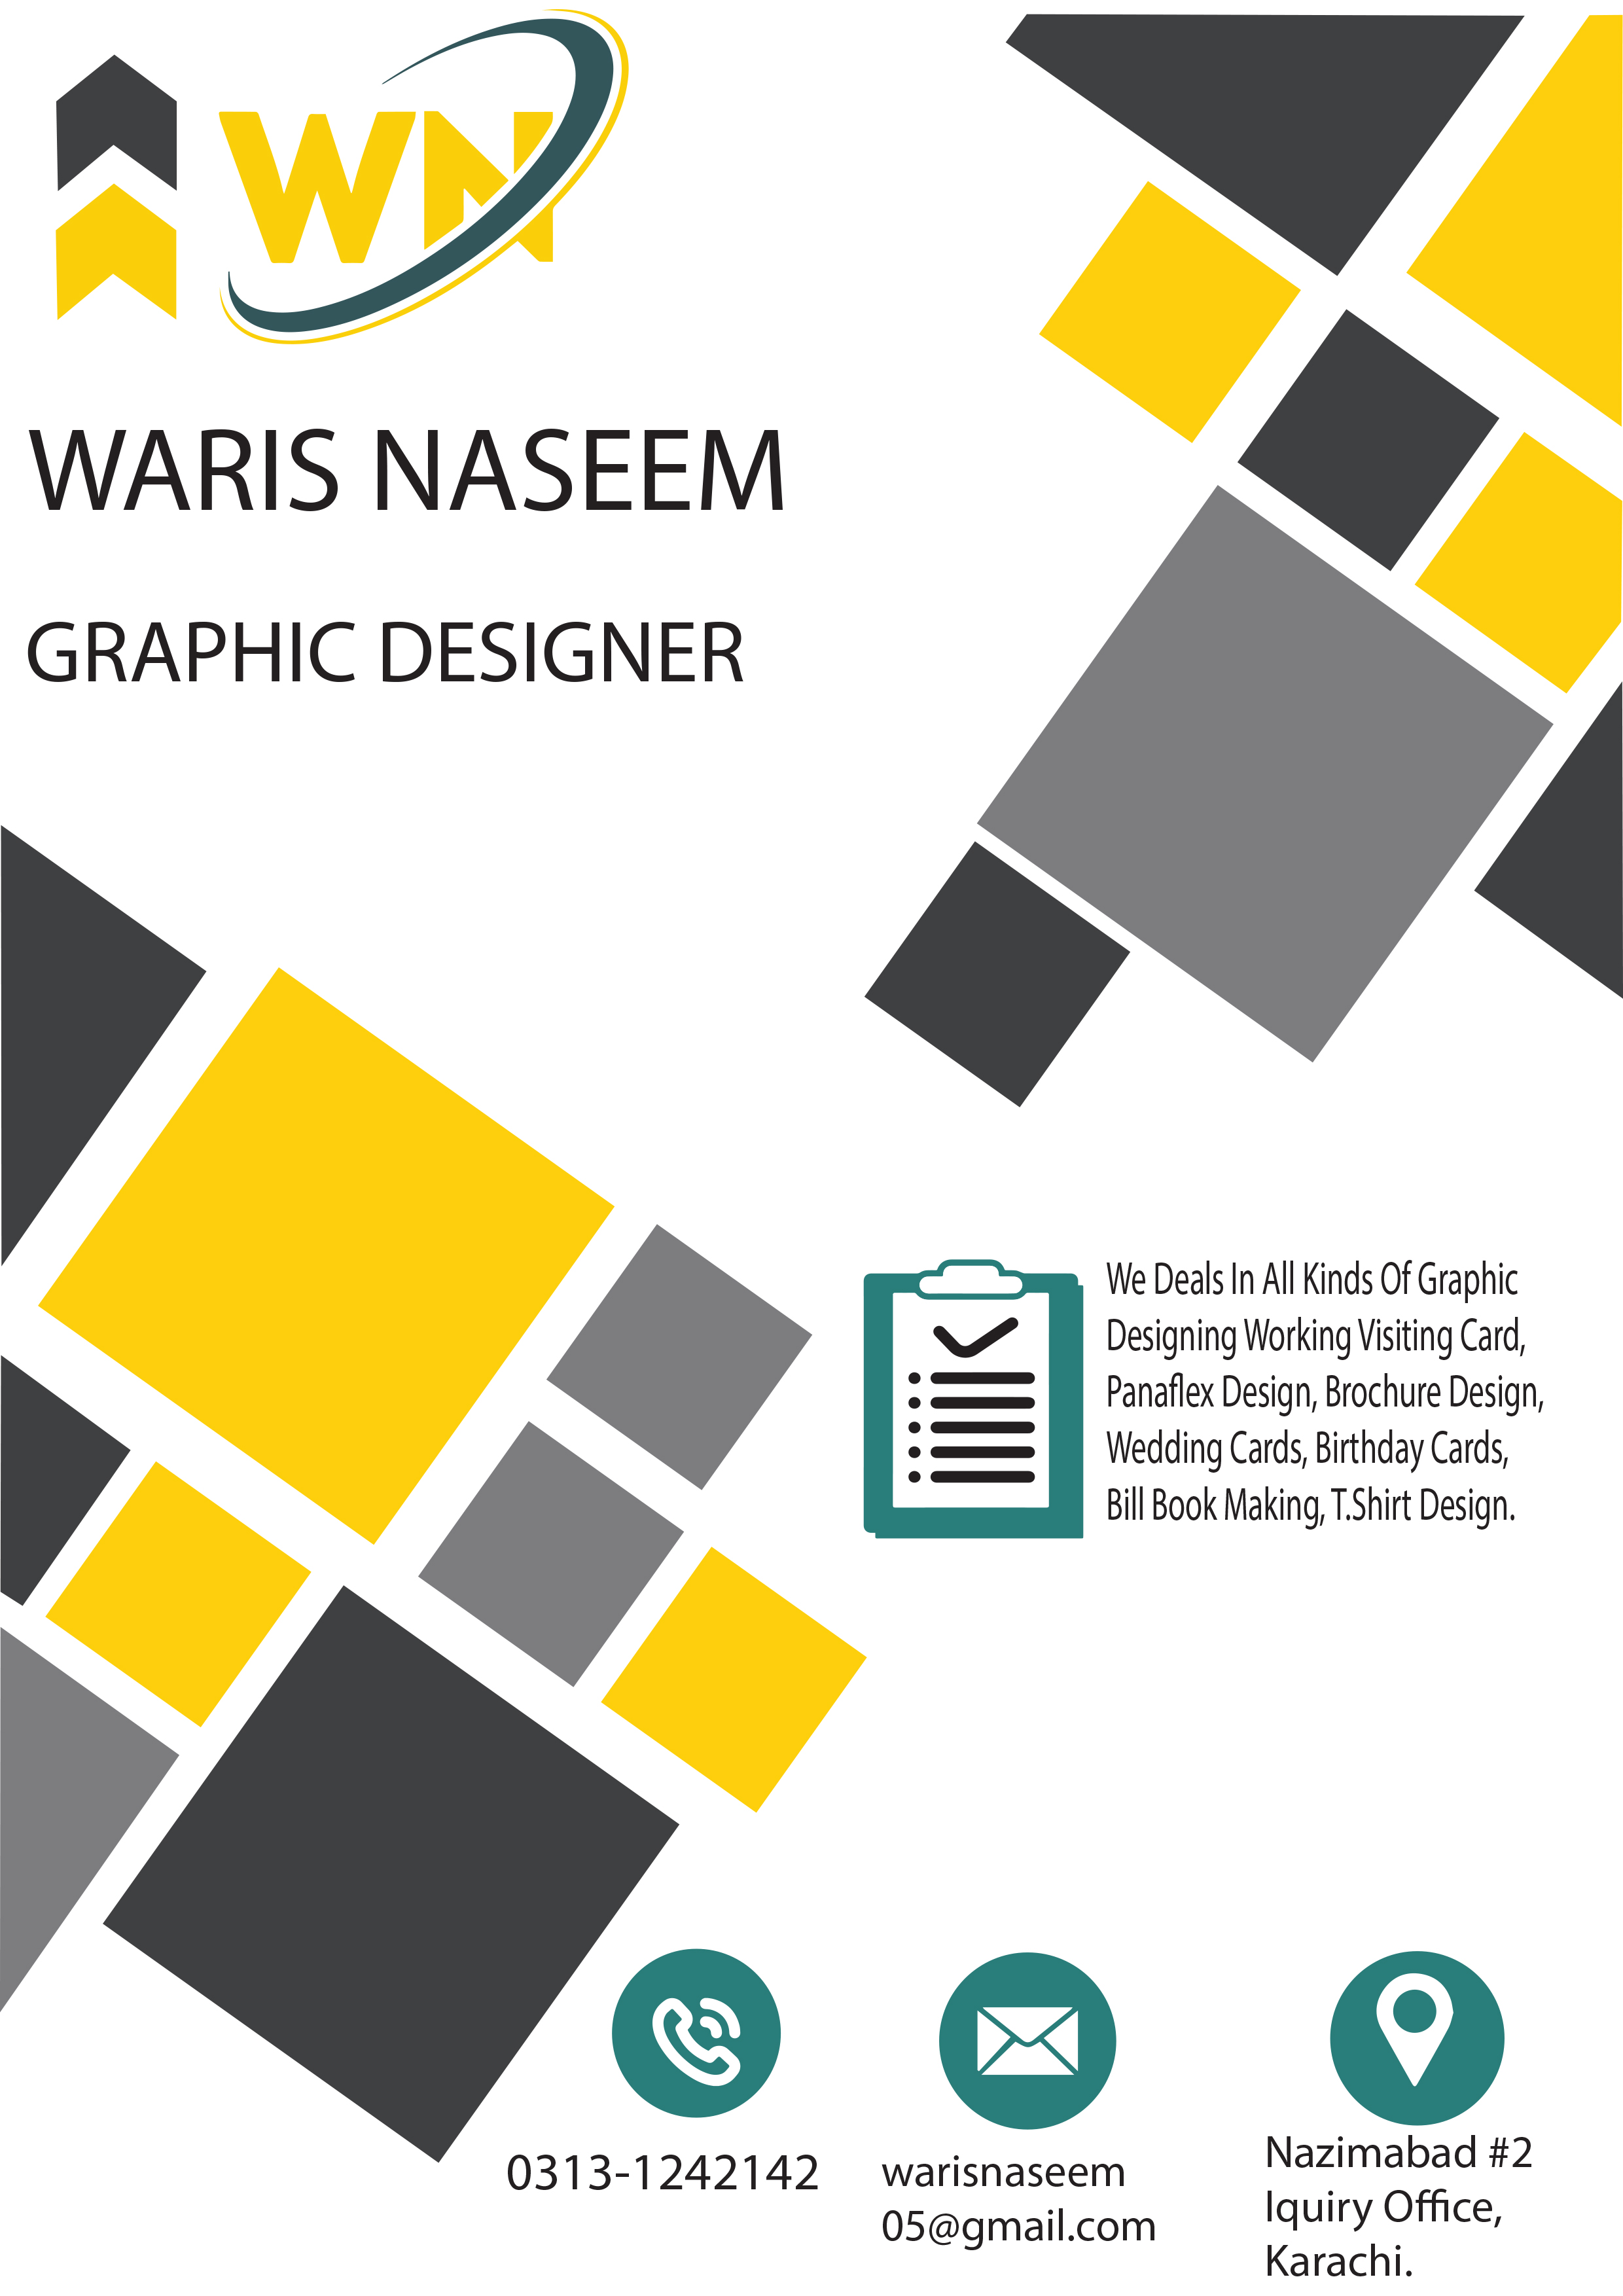 WN
WARIS NASEEM
GRAPHIC DESIGNER
We Deals In All Kinds Of Graphic
Designing Working Visiting Card,
Panaflex Design, Brochure Design,
Wedding Cards, Birthday Cards,
Bill Book Making, T.Shirt Design.
0313-1242142
warisnaseem
05@gmail.com
Nazimabad #2
Iquiry Office,
Karachi.